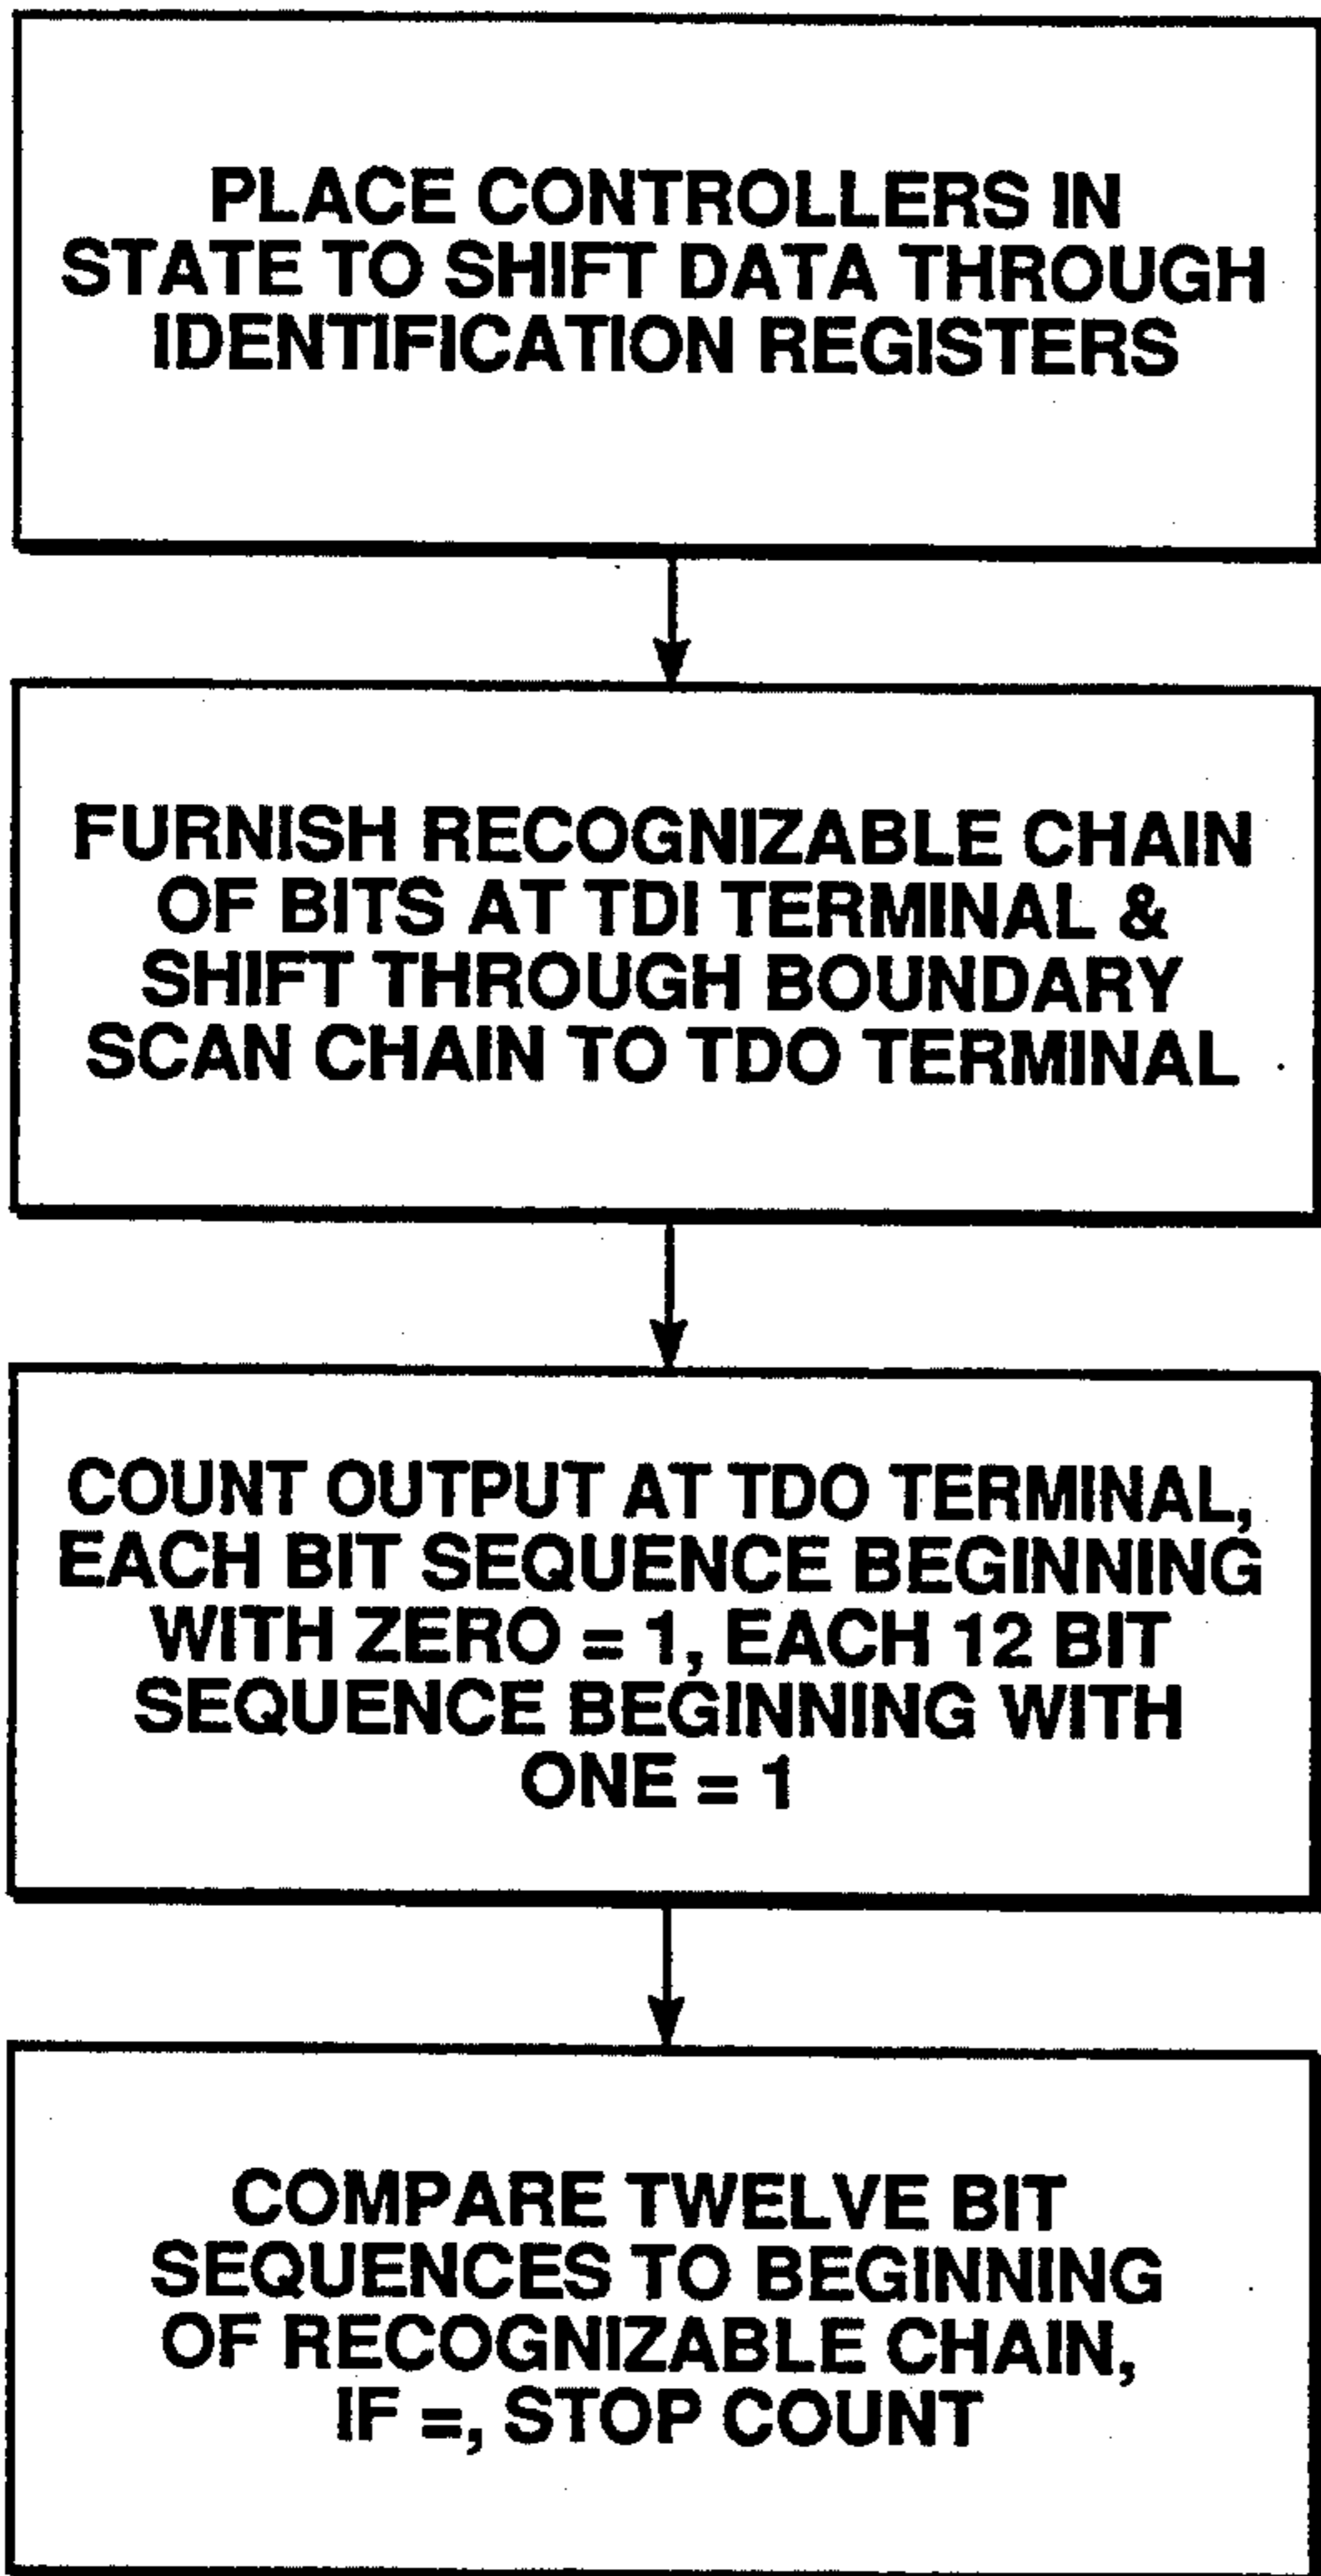 PLACE CONTROLLERS IN
STATE TO SHIFT DATA THROUGH
IDENTIFICATION REGISTERS
FURNISH RECOGNIZABLE CHAIN
OF BITS AT TDI TERMINAL &
SHIFT THROUGH BOUNDARY
SCAN CHAIN TO TDO TERMINAL
COUNT OUTPUT AT TDO TERMINAL,
EACH BIT SEQUENCE BEGINNING
WITH ZERO = 1, EACH 12 BIT
SEQUENCE BEGINNING WITH
ONE = 1
COMPARE TWELVE BIT
SEQUENCES TO BEGINNING
OF RECOGNIZABLE CHAIN,
IF =, STOP COUNT